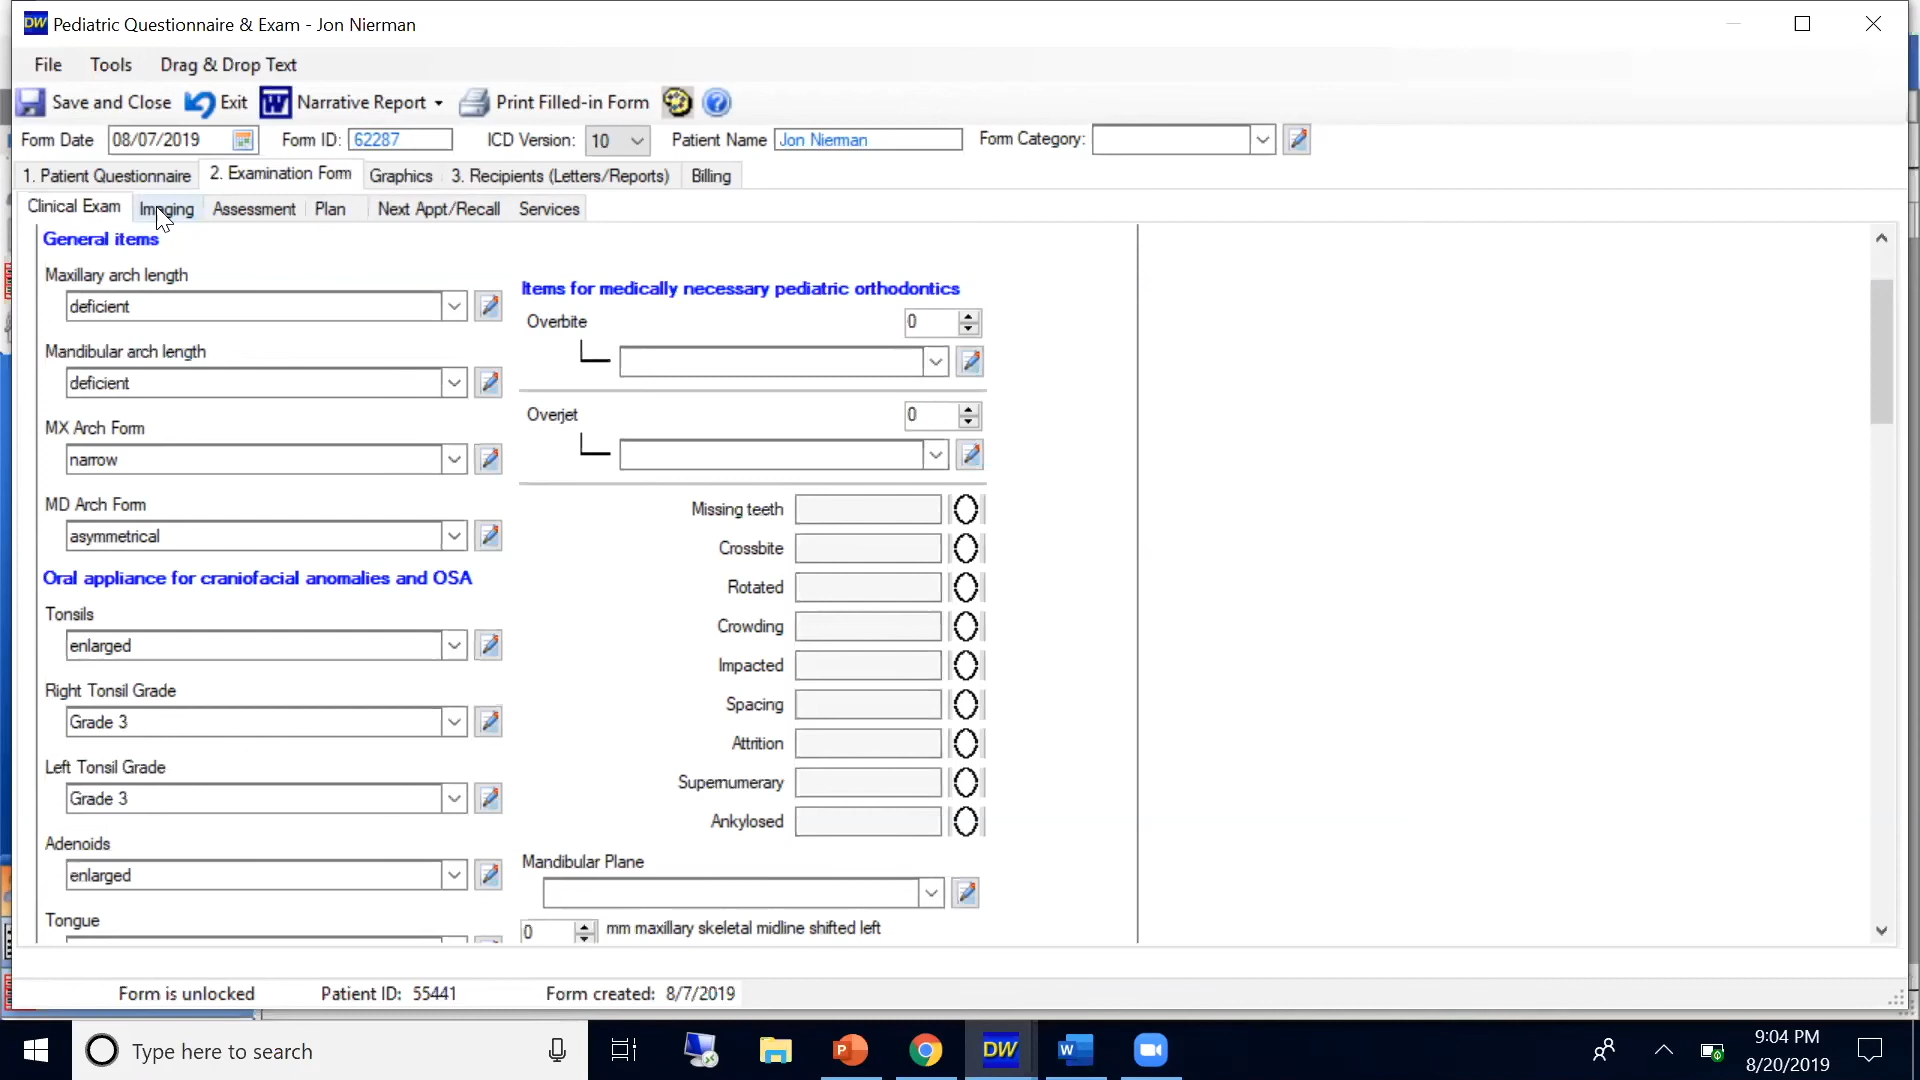 DW Pediatric Questionnaire & Exam - Jon Nierman
File Tools Drag & Drop Text
Save and Close Exit W Narrative Report Print Filled-in Form ?
Form Date 08/07/2019 Form ID: 62287 ICD Version: 10 Patient Name Jon Nierman Form Category:
1. Patient Questionnaire 2. Examination Form Graphics 3. Recipients (Letters/Reports) Billing
Clinical Exam Imaging Assessment Plan Next Appt/Recall Services
General items
Maxillary arch length
deficient
Mandibular arch length
deficient
MX Arch Form
narrow
MD Arch Form
asymmetrical
Oral appliance for craniofacial anomalies and OSA
Tonsils
enlarged
Right Tonsil Grade
Grade 3
Left Tonsil Grade
Grade 3
Adenoids
enlarged
Tongue
Items for medically necessary pediatric orthodontics
Overbite 0
Overjet 0
Missing teeth
Crossbite
Rotated
Crowding
Impacted
Spacing
Attrition
Supernumerary
Ankylosed
Mandibular Plane
0 mm maxillary skeletal midline shifted left
Form is unlocked Patient ID: 55441 Form created: 8/7/2019
Type here to search P DW W 9:04 PM
8/20/2019